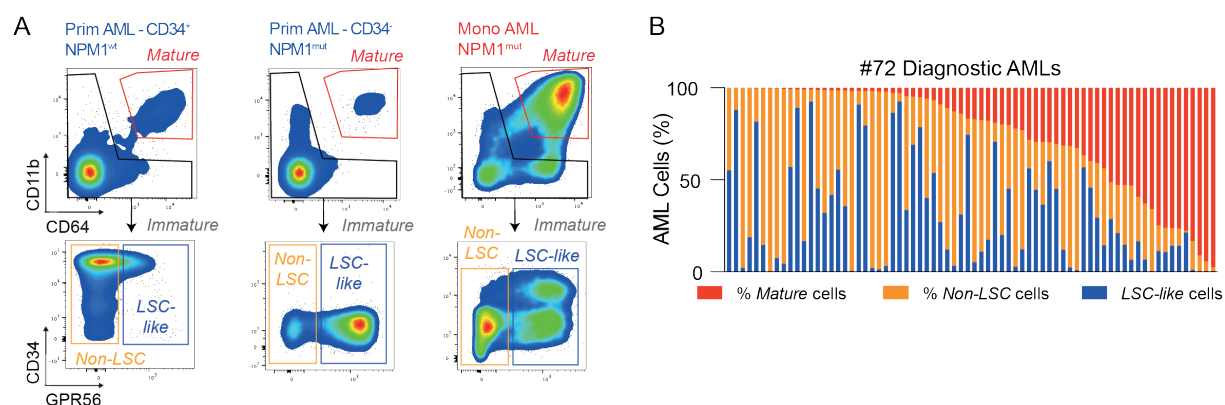 A
Prim AML - CD34+
NPM1wt
Mature
Prim AML - CD34-
NPM1mut
Mature
Mono AML
NPM1mut
Mature
CD11b
CD64
Immature
Immature
Immature
Non-LSC
LSC-like
Non-LSC
LSC-like
Non-LSC
LSC-like
CD34
GPR56
B
#72 Diagnostic AMLs
AML Cells (%)
100
50
0
% Mature cells
% Non-LSC cells
LSC-like cells